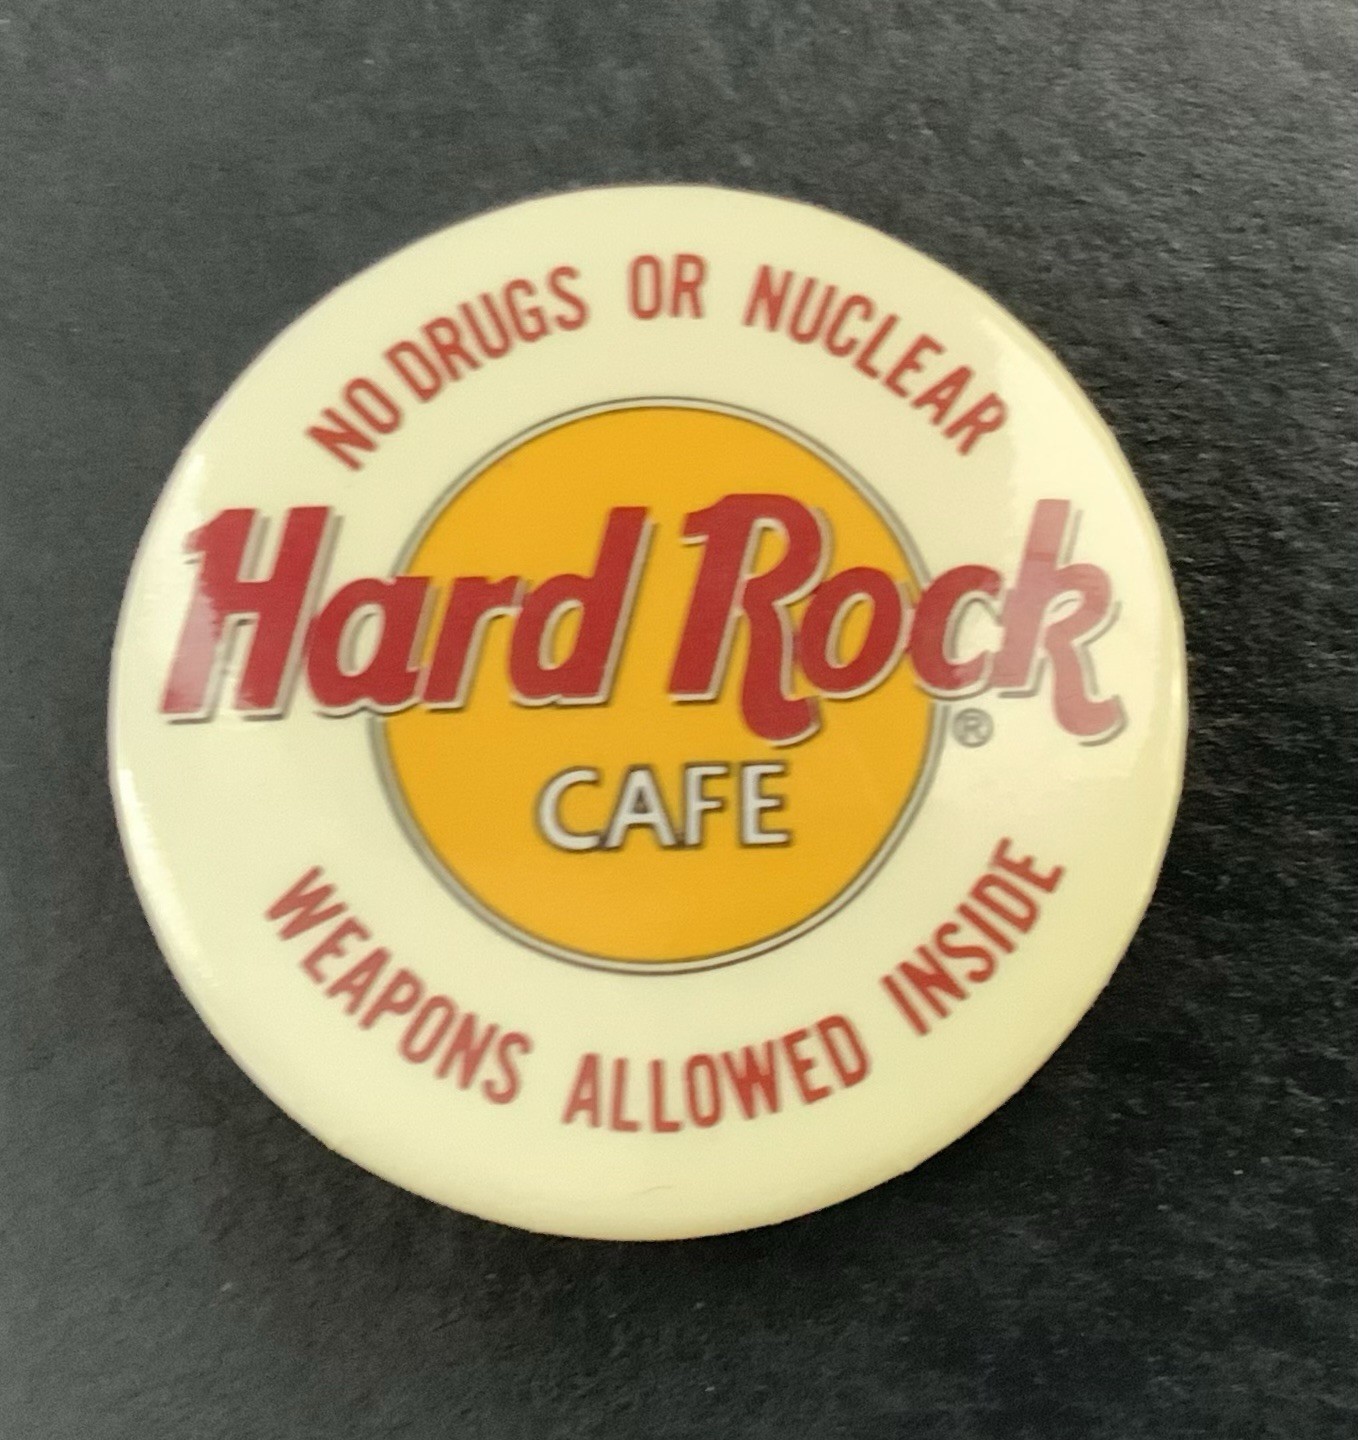 NO DRUGS OR NUCLEAR
Hard Rock
®
CAFE
WEAPONS ALLOWED INSIDE